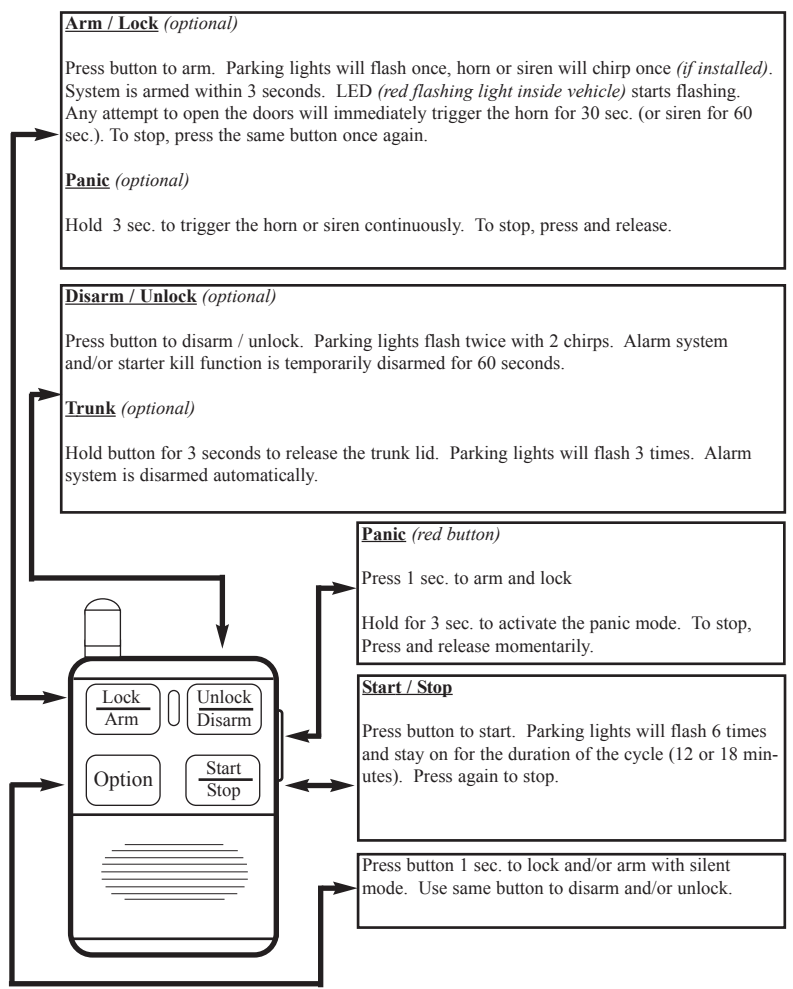 Arm / Lock (optional)
Press button to arm. Parking lights will flash once, horn or siren will chirp once (if installed).
System is armed within 3 seconds. LED (red flashing light inside vehicle) starts flashing.
Any attempt to open the doors will immediately trigger the horn for 30 sec. (or siren for 60
sec.). To stop, press the same button once again.
Panic (optional)
Hold 3 sec. to trigger the horn or siren continuously. To stop, press and release.
Disarm / Unlock (optional)
Press button to disarm / unlock. Parking lights flash twice with 2 chirps. Alarm system
and/or starter kill function is temporarily disarmed for 60 seconds.
Trunk (optional)
Hold button for 3 seconds to release the trunk lid. Parking lights will flash 3 times. Alarm
system is disarmed automatically.
Panic (red button)
Press 1 sec. to arm and lock
Hold for 3 sec. to activate the panic mode. To stop,
Press and release momentarily.
Start / Stop
Press button to start. Parking lights will flash 6 times
and stay on for the duration of the cycle (12 or 18 min-
utes). Press again to stop.
Press button 1 sec. to lock and/or arm with silent
mode. Use same button to disarm and/or unlock.
Lock
Arm
Unlock
Disarm
Option
Start
Stop